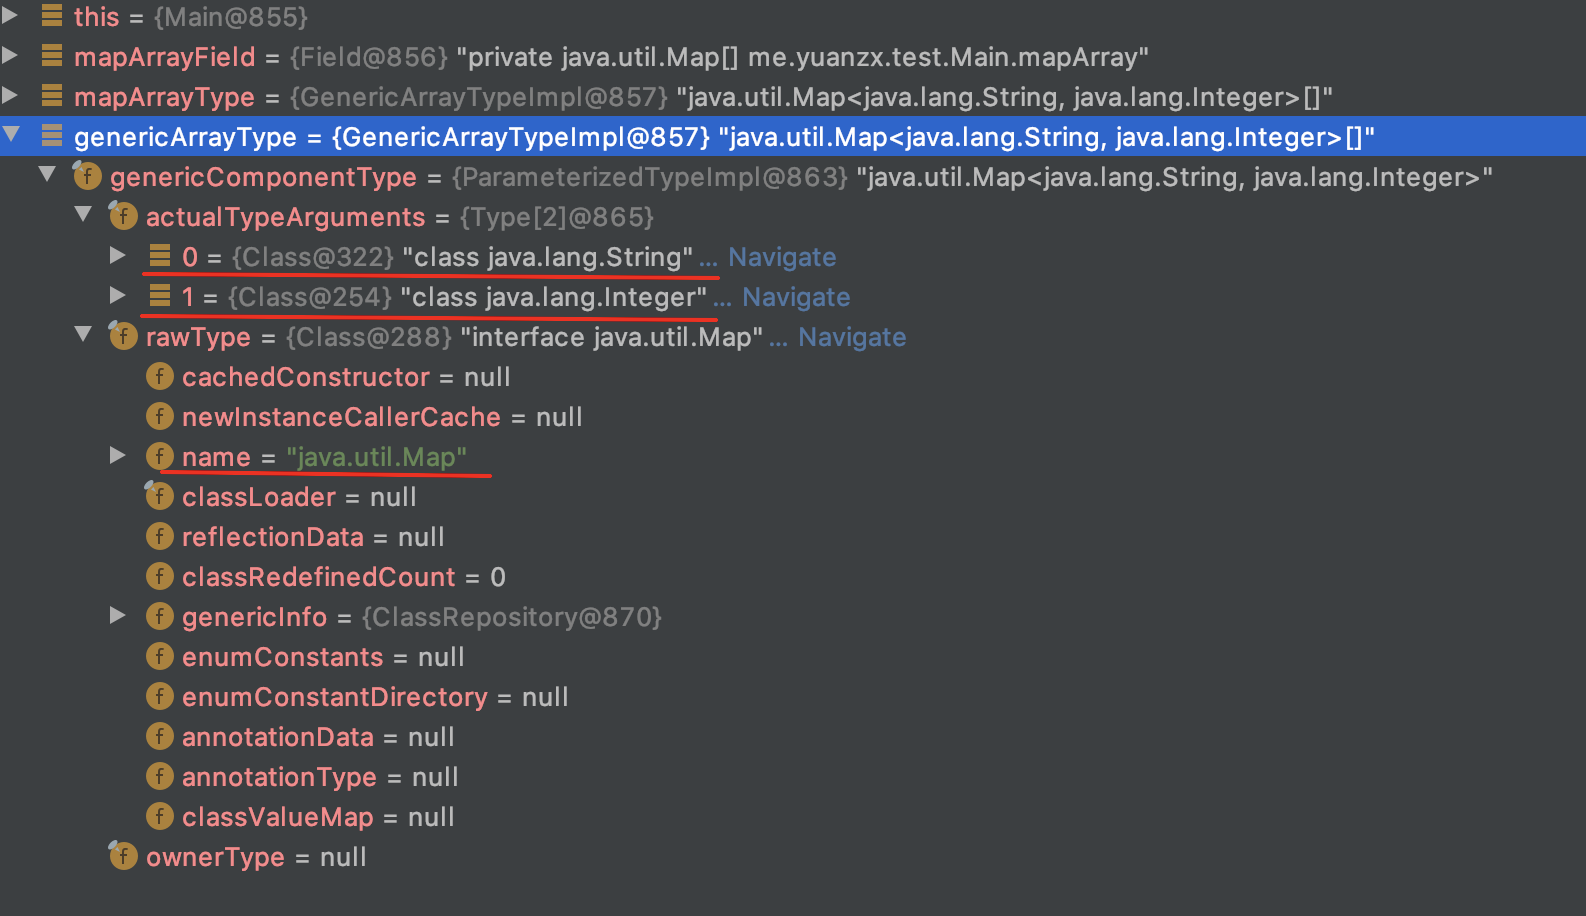 this = {Main@855}
mapArrayField = {Field@856} "private java.util.Map[] me.yuanzx.test.Main.mapArray"
mapArrayType = {GenericArrayTypeImpl@857} "java.util.Map<java.lang.String, java.lang.Integer>[]"
genericArrayType = {GenericArrayTypeImpl@857} "java.util.Map<java.lang.String, java.lang.Integer>[]"
f genericComponentType = {ParameterizedTypeImpl@863} "java.util.Map<java.lang.String, java.lang.Integer>"
f actualTypeArguments = {Type[2]@865}
0 = {Class@322} "class java.lang.String" ... Navigate
1 = {Class@254} "class java.lang.Integer" ... Navigate
f rawType = {Class@288} "interface java.util.Map" ... Navigate
f cachedConstructor = null
f newInstanceCallerCache = null
f name = "java.util.Map"
f classLoader = null
f reflectionData = null
f classRedefinedCount = 0
f genericInfo = {ClassRepository@870}
f enumConstants = null
f enumConstantDirectory = null
f annotationData = null
f annotationType = null
f classValueMap = null
f ownerType = null